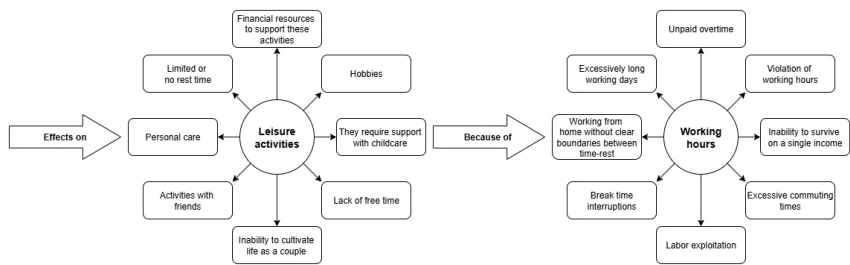 Effects on
Financial resources
to support these
activities
Limited or
no rest time
Hobbies
Personal care
Leisure
activities
They require support
with childcare
Activities with
friends
Lack of free time
Inability to cultivate
life as a couple
Because of
Unpaid overtime
Excessively long
working days
Violation of
working hours
Working from
home without clear
boundaries between
time-rest
Working
hours
Inability to survive
on a single income
Break time
interruptions
Excessive commuting
times
Labor exploitation